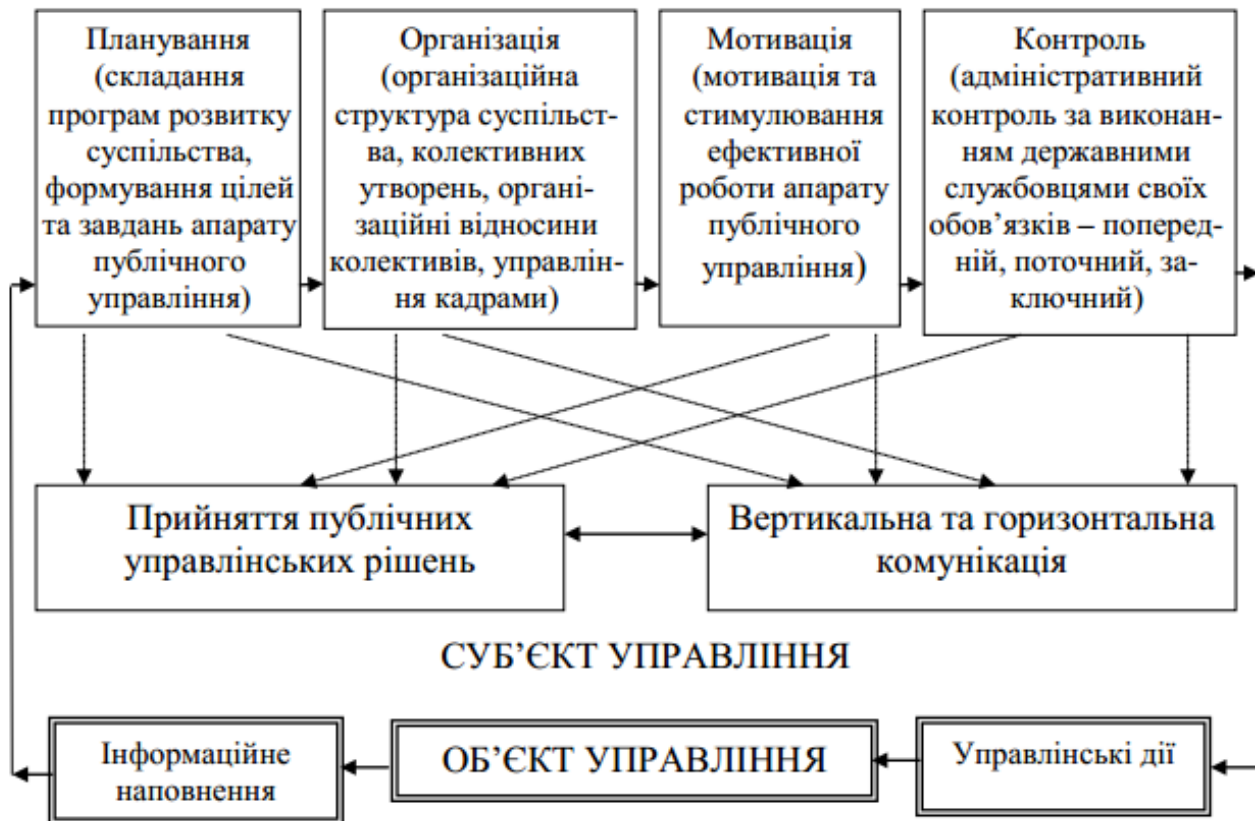 Планування
(складання
програм розвитку
суспільства,
формування цілей
та завдань апарату
публічного
управління)
Організація
(організаційна
структура суспільст-
ва, колективних
утворень, органі-
заційні відносини
колективів, управлін-
ня кадрами)
Мотивація
(мотивація та
стимулювання
ефективної
роботи апарату
публічного
управління)
Контроль
(адміністративний
контроль за виконан-
ням державними
службовцями своїх
обов’язків – поперед-
ній, поточний, за-
ключний)
Прийняття публічних
управлінських рішень
Вертикальна та горизонтальна
комунікація
СУБ’ЄКТ УПРАВЛІННЯ
Інформаційне
наповнення
ОБ’ЄКТ УПРАВЛІННЯ
Управлінські дії